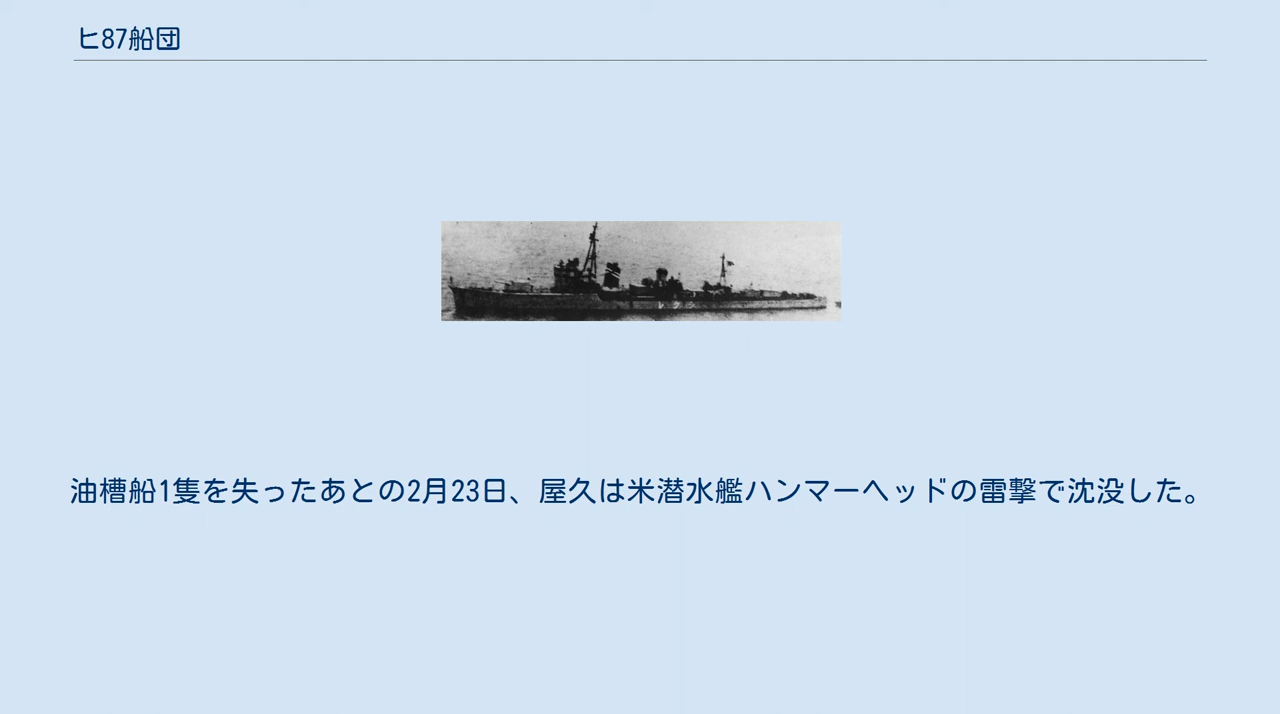 ヒ87船団
油槽船1隻を失ったあとの2月23日、屋久は米潜水艦ハンマーヘッドの雷撃で沈没した。